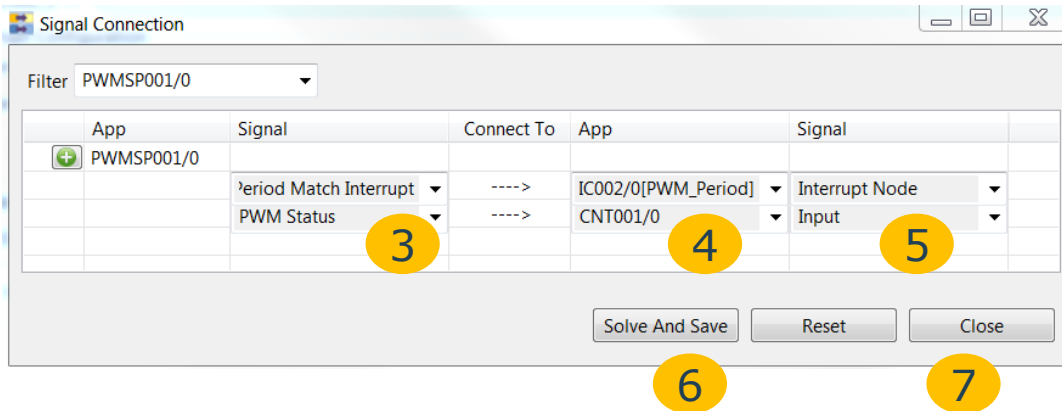 Signal Connection
Filter PWMSP001/0
App Signal Connect To App Signal
PWMSP001/0
Period Match Interrupt ----> IC002/0[PWM_Period] Interrupt Node
PWM Status ----> CNT001/0 Input
3 4 5
Solve And Save Reset Close
6 7